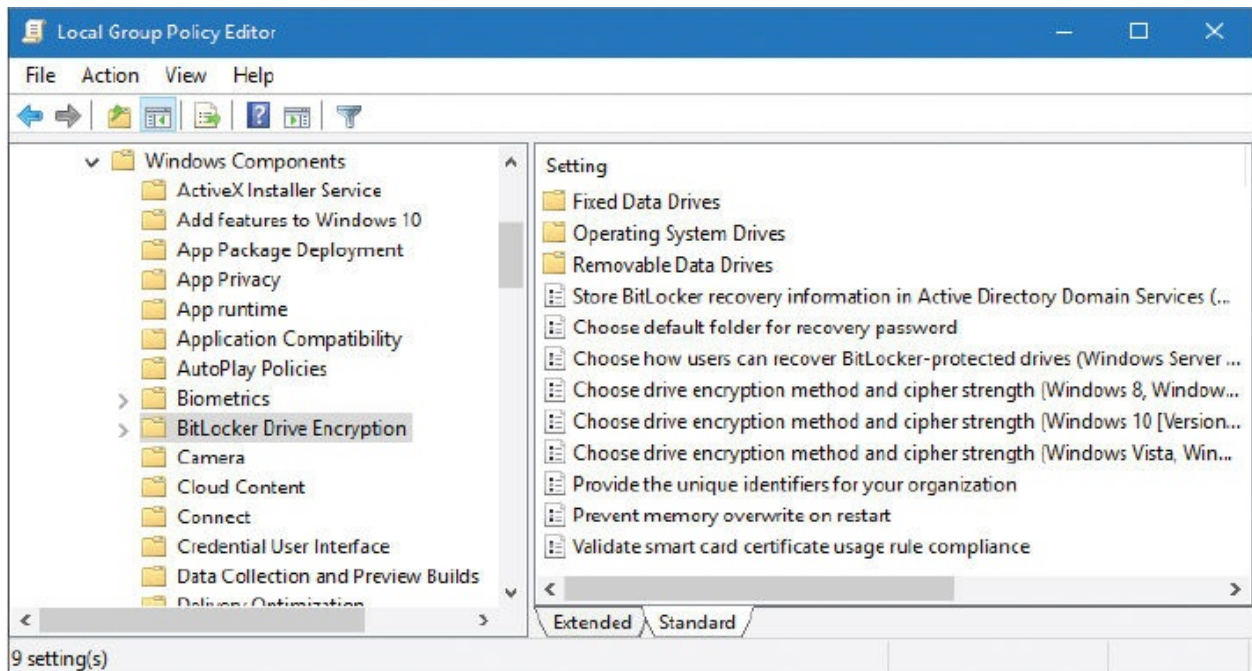 Local Group Policy Editor
File Action View Help
Windows Components
ActiveX Installer Service
Add features to Windows 10
App Package Deployment
App Privacy
App runtime
Application Compatibility
AutoPlay Policies
Biometrics
BitLocker Drive Encryption
Camera
Cloud Content
Connect
Credential User Interface
Data Collection and Preview Builds
Delivery Optimization
Setting
Fixed Data Drives
Operating System Drives
Removable Data Drives
Store BitLocker recovery information in Active Directory Domain Services (...
Choose default folder for recovery password
Choose how users can recover BitLocker-protected drives (Windows Server ...
Choose drive encryption method and cipher strength (Windows 8, Window...
Choose drive encryption method and cipher strength (Windows 10 [Version...
Choose drive encryption method and cipher strength (Windows Vista, Win...
Provide the unique identifiers for your organization
Prevent memory overwrite on restart
Validate smart card certificate usage rule compliance
Extended Standard
9 setting(s)